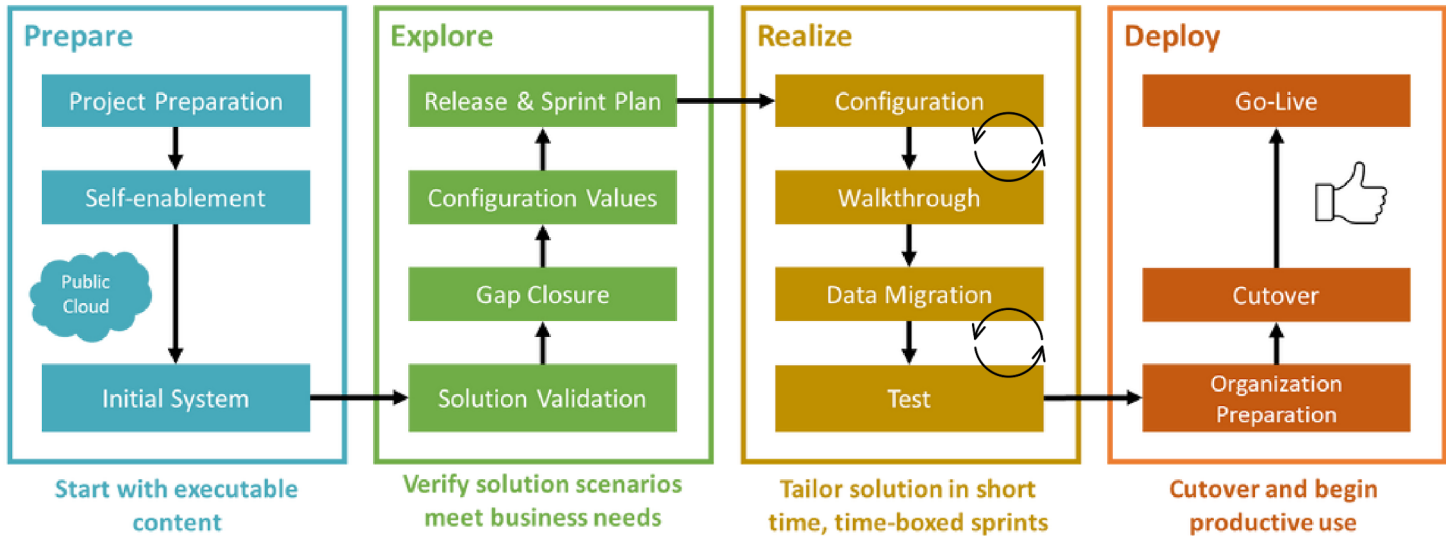 Prepare
Project Preparation
Self-enablement
Public
Cloud
Initial System
Start with executable
content
Explore
Release & Sprint Plan
Configuration Values
Gap Closure
Solution Validation
Verify solution scenarios
meet business needs
Realize
Configuration
Walkthrough
Data Migration
Test
Tailor solution in short
time, time-boxed sprints
Deploy
Go-Live
Cutover
Organization
Preparation
Cutover and begin
productive use